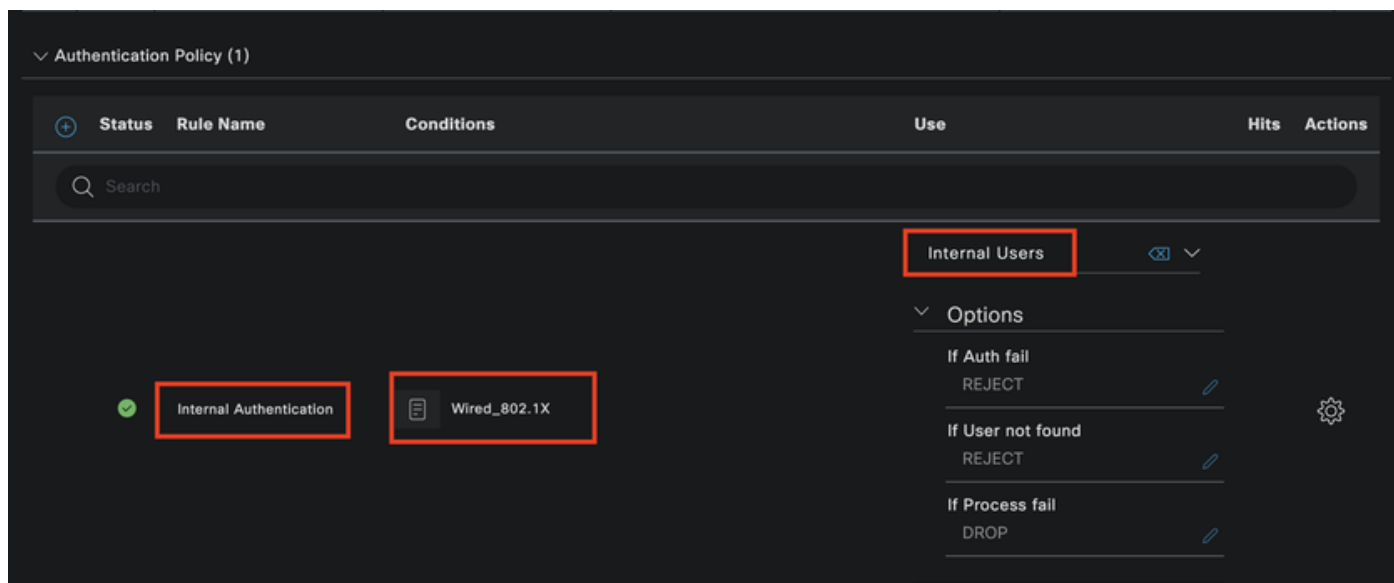 Authentication Policy (1)
Status Rule Name Conditions Use Hits Actions
Search
Internal Users
Options
If Auth fail
REJECT
Internal Authentication Wired_802.1X
If User not found
REJECT
If Process fail
DROP